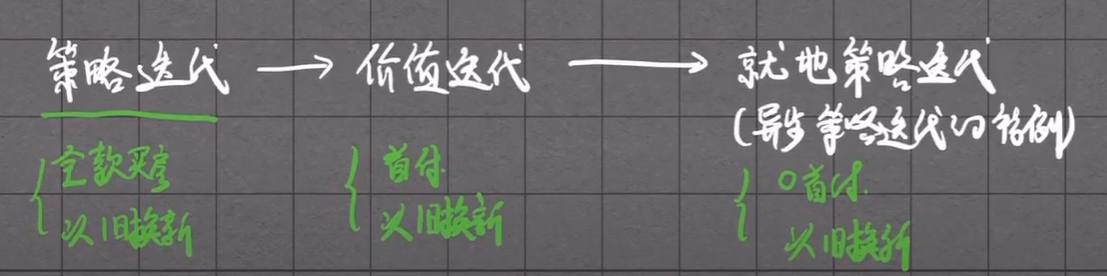 策略迭代 → 价值迭代 → 就地策略迭代
(异步策略迭代的特例)
全款买房 首付 0首付
以旧换新 以旧换新 以旧换新